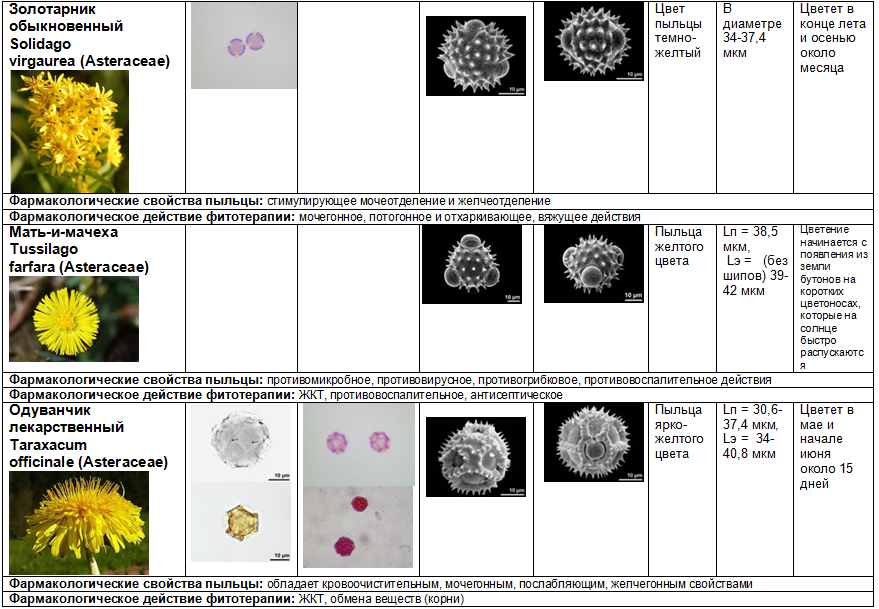 Золотарник
обыкновенный
Solidago
virgaurea (Asteraceae)
10 μm
10 μm
Цвет
пыльцы
темно-
желтый
В
диаметре
34-37,4
мкм
Цветет в
конце лета
и осенью
около
месяца
Фармакологические свойства пыльцы: стимулирующее мочеотделение и желчеотделение
Фармакологическое действие фитотерапии: мочегонное, потогонное и отхаркивающее, вяжущее действия
Мать-и-мачеха
Tussilago
farfara (Asteraceae)
10 μm
10 μm
Пыльца
желтого
цвета
Lп = 38,5
мкм,
Lэ = (без
шипов) 39-
42 мкм
Цветение
начинается с
появления из
земли
бутонов на
коротких
цветоносах,
которые на
солнце
быстро
распускаютс
я
Фармакологические свойства пыльцы: противомикробное, противовирусное, противогрибковое, противовоспалительное действия
Фармакологическое действие фитотерапии: ЖКТ, противовоспалительное, антисептическое
Одуванчик
лекарственный
Taraxacum
officinale (Asteraceae)
10 μm
10 μm
10 μm
10 μm
Пыльца
ярко-
желтого
цвета
Lп = 30,6-
37,4 мкм,
Lэ = 34-
40,8 мкм
Цветет в
мае и
начале
июня
около 15
дней
Фармакологические свойства пыльцы: обладает кровоочистительным, мочегонным, послабляющим, желчегонным свойствами
Фармакологическое действие фитотерапии: ЖКТ, обмена веществ (корни)